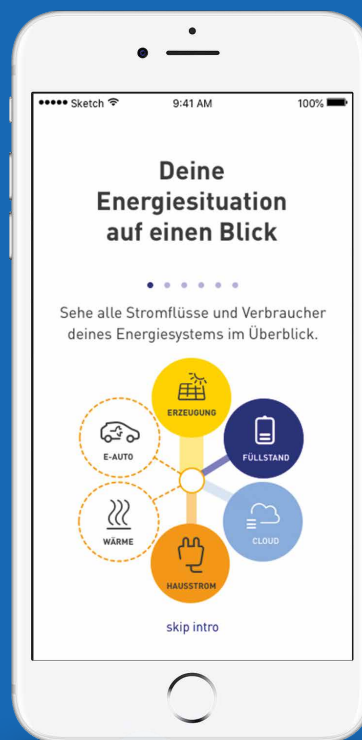 Sketch 9:41 AM 100%
Deine
Energiesituation
auf einen Blick
Sehe alle Stromflüsse und Verbraucher
deines Energiesystems im Überblick.
ERZEUGUNG
E-AUTO
FÜLLSTAND
WÄRME
CLOUD
HAUSSTROM
skip intro